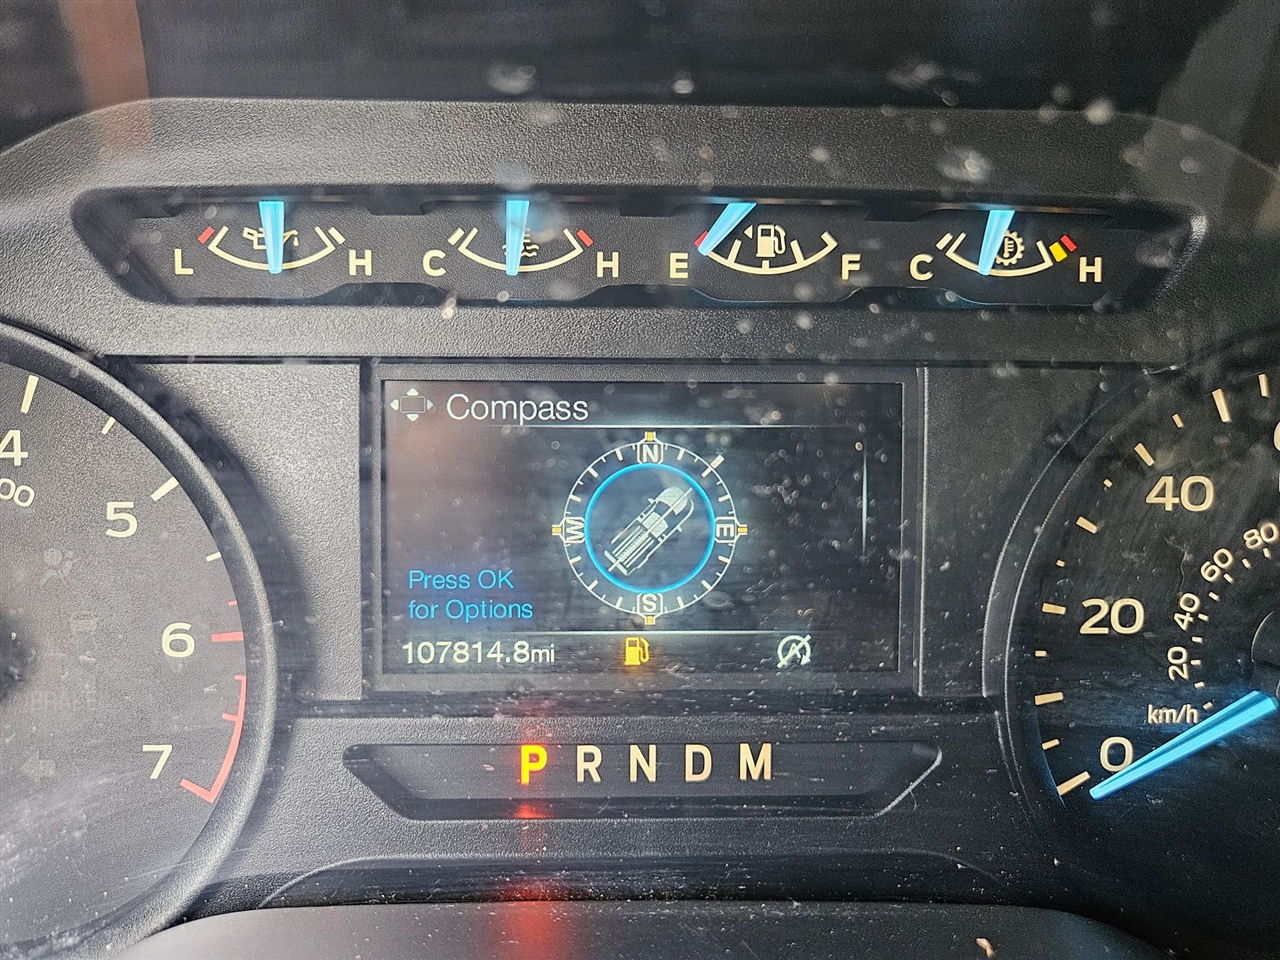 L H C H E F C H
Compass
N
W E
S
Press OK
for Options
107814.8mi
P R N D M
4
00
5
6
7
40
20
0
80
60
40
20
km/h